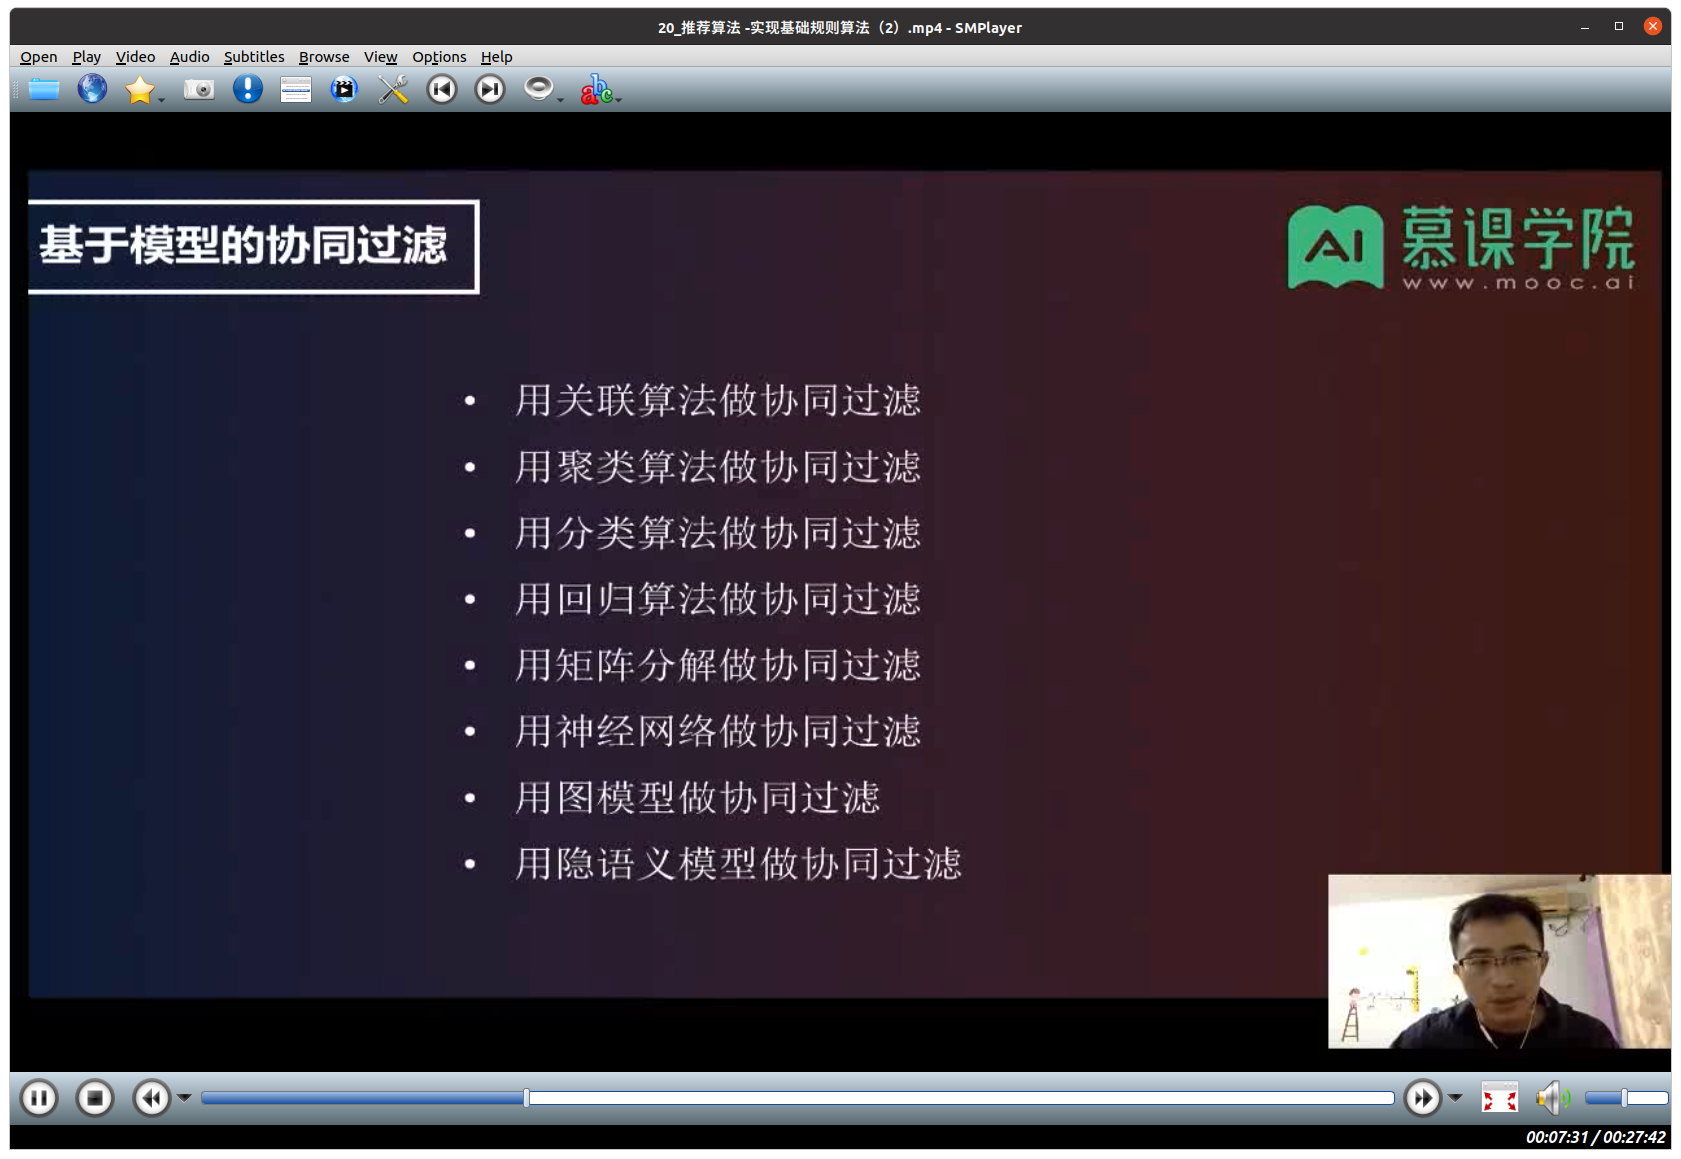 20_推荐算法 -实现基础规则算法（2）.mp4 - SMPlayer
Open Play Video Audio Subtitles Browse View Options Help
abc
基于模型的协同过滤
AI 慕课学院
www.mooc.ai
• 用关联算法做协同过滤
• 用聚类算法做协同过滤
• 用分类算法做协同过滤
• 用回归算法做协同过滤
• 用矩阵分解做协同过滤
• 用神经网络做协同过滤
• 用图模型做协同过滤
• 用隐语义模型做协同过滤
00:07:31 / 00:27:42